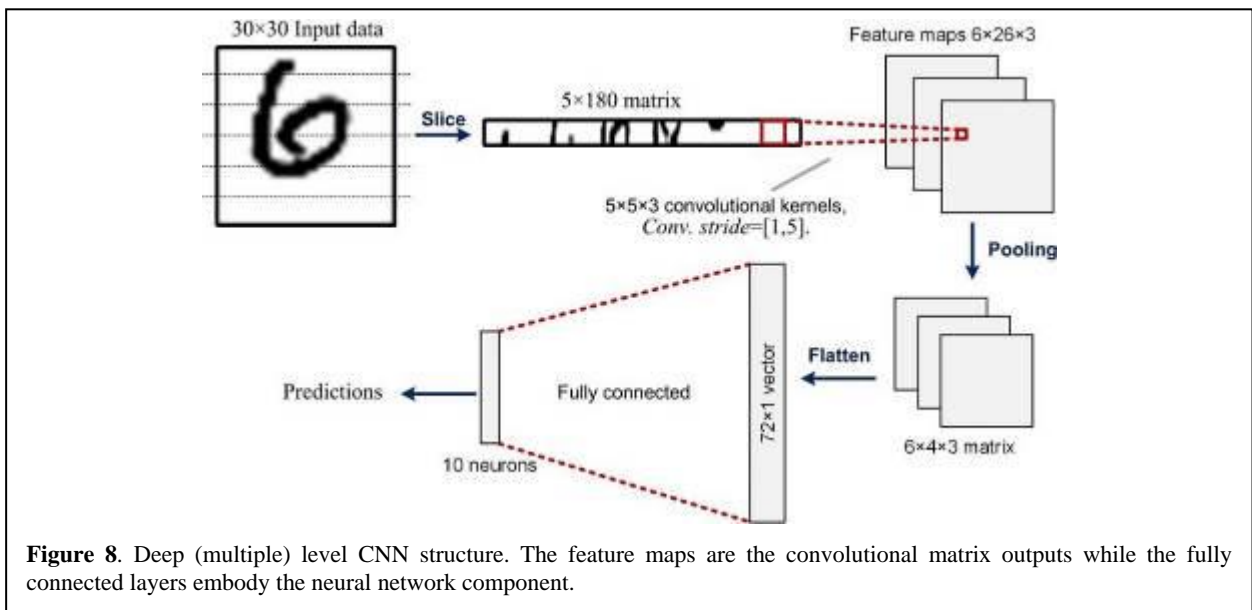 30×30 Input data
Feature maps 6×26×3
5×180 matrix
Slice
5×5×3 convolutional kernels,
Conv. stride=[1,5].
Pooling
Flatten
72×1 vector
Fully connected
Predictions
10 neurons
6×4×3 matrix
Figure 8. Deep (multiple) level CNN structure. The feature maps are the convolutional matrix outputs while the fully
connected layers embody the neural network component.